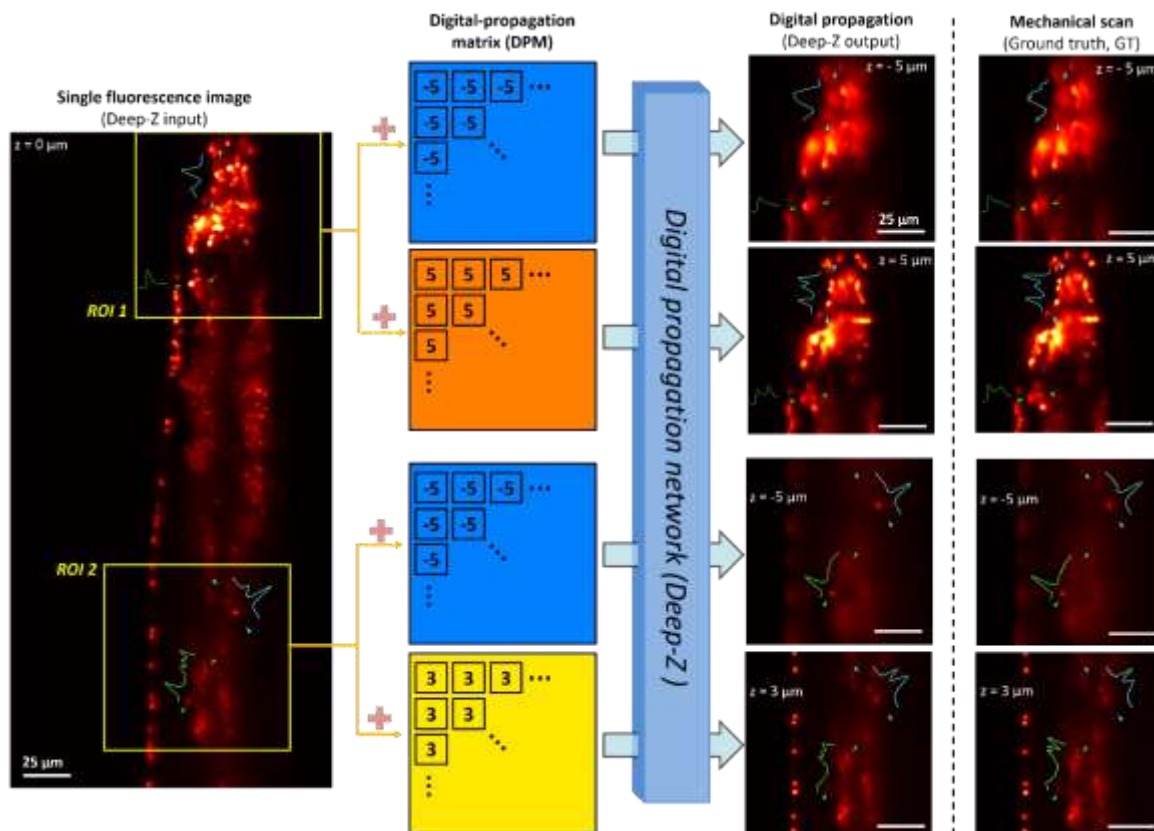 Single fluorescence image
(Deep-Z input)
z = 0 µm
ROI 1
ROI 2
25 µm
Digital-propagation
matrix (DPM)
-5 -5 -5 ...
-5 -5
-5
5 5 5 ...
5 5
5
-5 -5 -5 ...
-5 -5
-5
3 3 3 ...
3 3
3
Digital propagation network (Deep-Z )
Digital propagation
(Deep-Z output)
z = - 5 µm
25 µm
z = 5 µm
z = -5 µm
z = 3 µm
Mechanical scan
(Ground truth, GT)
z = - 5 µm
z = 5 µm
z = -5 µm
z = 3 µm